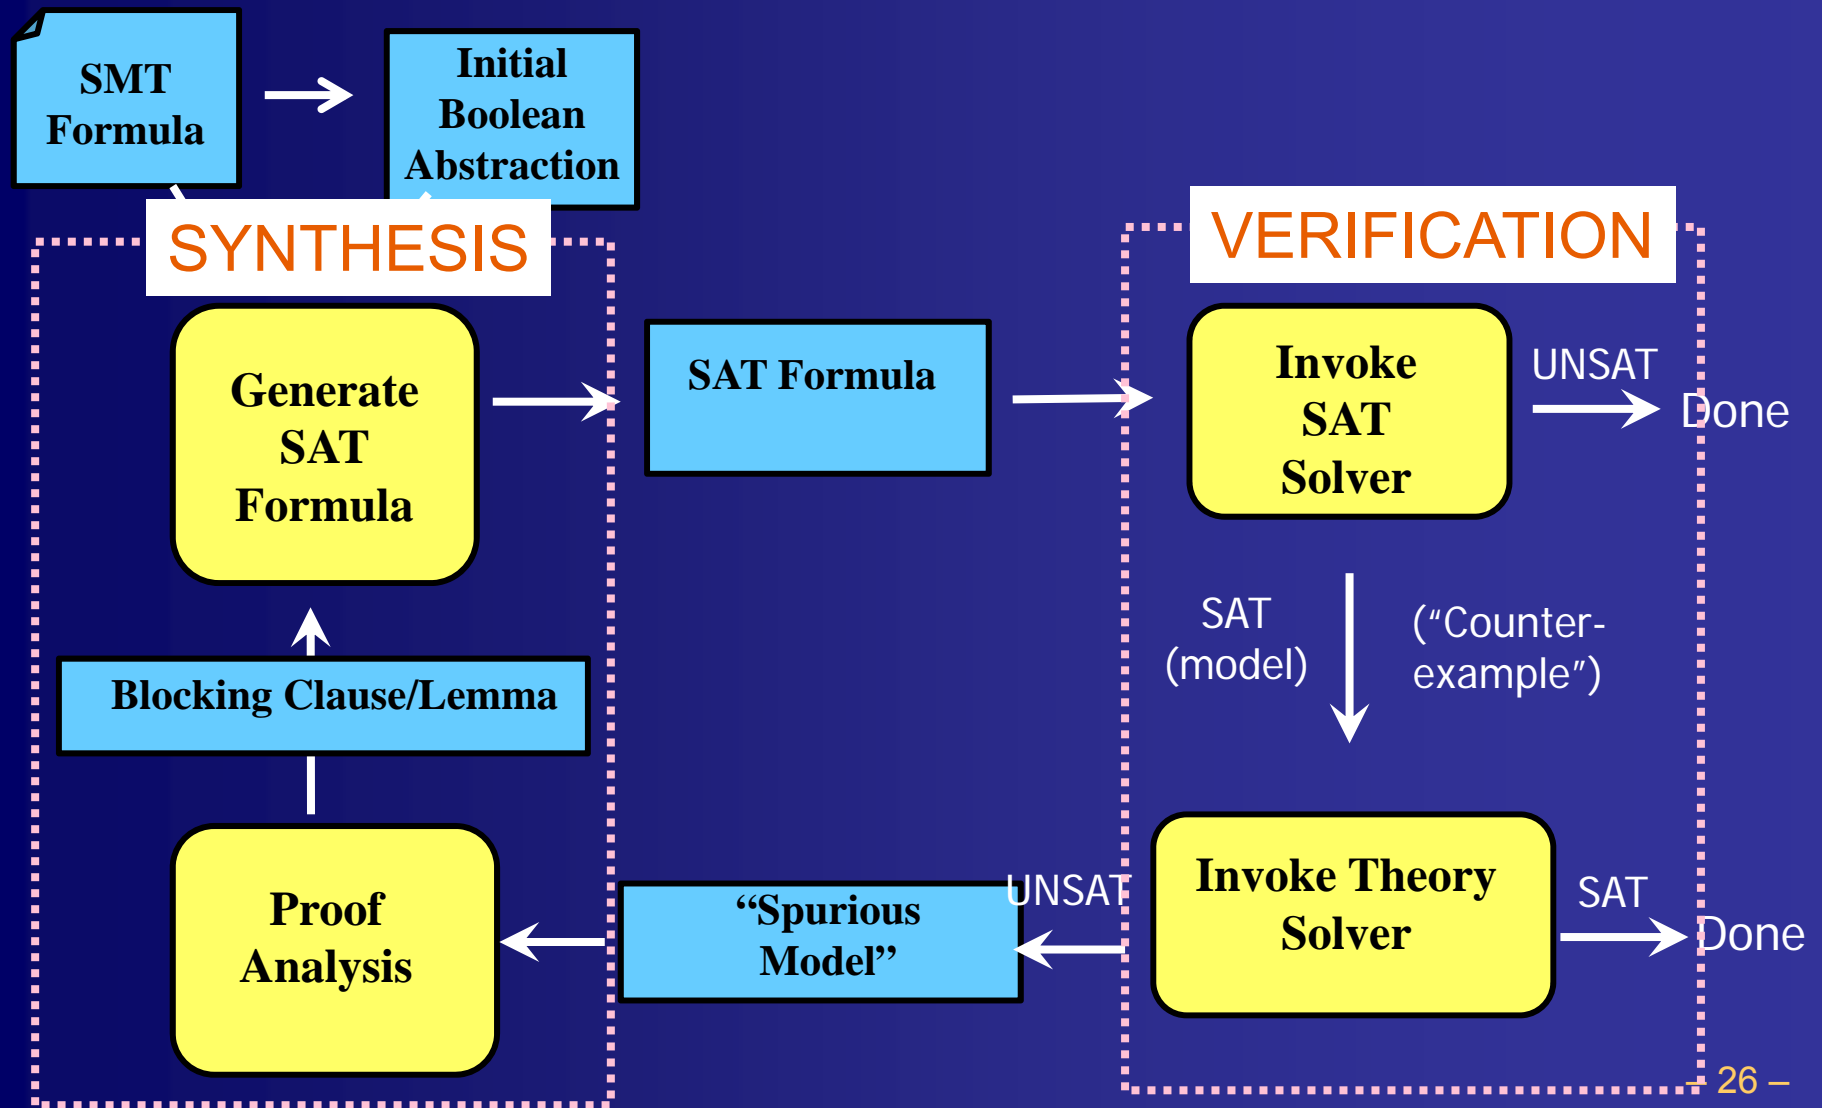 SMT
Formula
Initial
Boolean
Abstraction
SYNTHESIS
VERIFICATION
Generate
SAT
Formula
SAT Formula
Invoke
SAT
Solver
UNSAT
Done
SAT
(model)
("Counter-
example")
Blocking Clause/Lemma
Proof
Analysis
“Spurious
Model”
UNSAT
Invoke Theory
Solver
SAT
Done
– 26 –